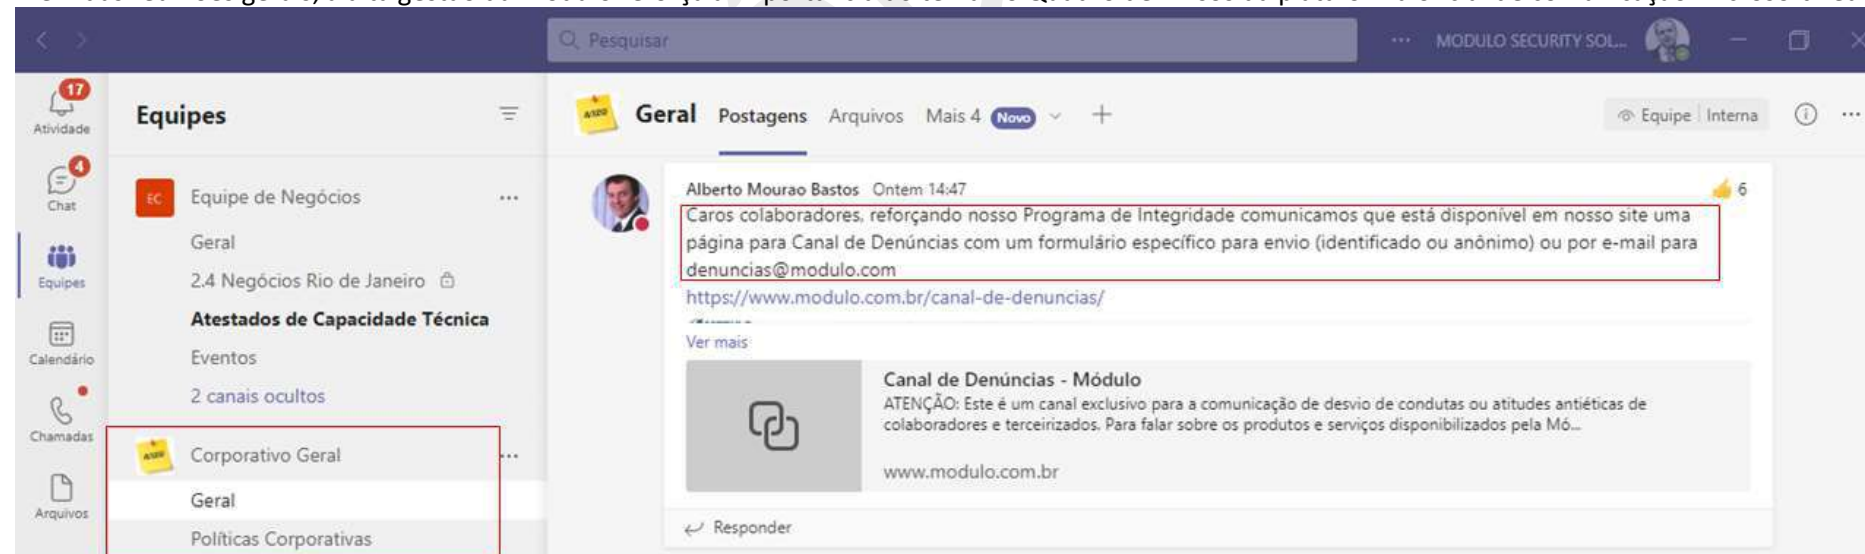 Pesquisar
MODULO SECURITY SOL...
17
Atividade
4
Chat
Equipes
Calendário
Chamadas
Arquivos
Equipes
EC Equipe de Negócios
Geral
2.4 Negócios Rio de Janeiro
Atestados de Capacidade Técnica
Eventos
2 canais ocultos
Corporativo Geral
Geral
Políticas Corporativas
Geral Postagens Arquivos Mais 4 Novo
Equipe Interna
Alberto Mourao Bastos Ontem 14:47
6
Caros colaboradores, reforçando nosso Programa de Integridade comunicamos que está disponível em nosso site uma
página para Canal de Denúncias com um formulário específico para envio (identificado ou anônimo) ou por e-mail para
denuncias@modulo.com
https://www.modulo.com.br/canal-de-denuncias/
Ver mais
Canal de Denúncias - Módulo
ATENÇÃO: Este é um canal exclusivo para a comunicação de desvio de condutas ou atitudes antiéticas de
colaboradores e terceirizados. Para falar sobre os produtos e serviços disponibilizados pela Mó...
www.modulo.com.br
Responder